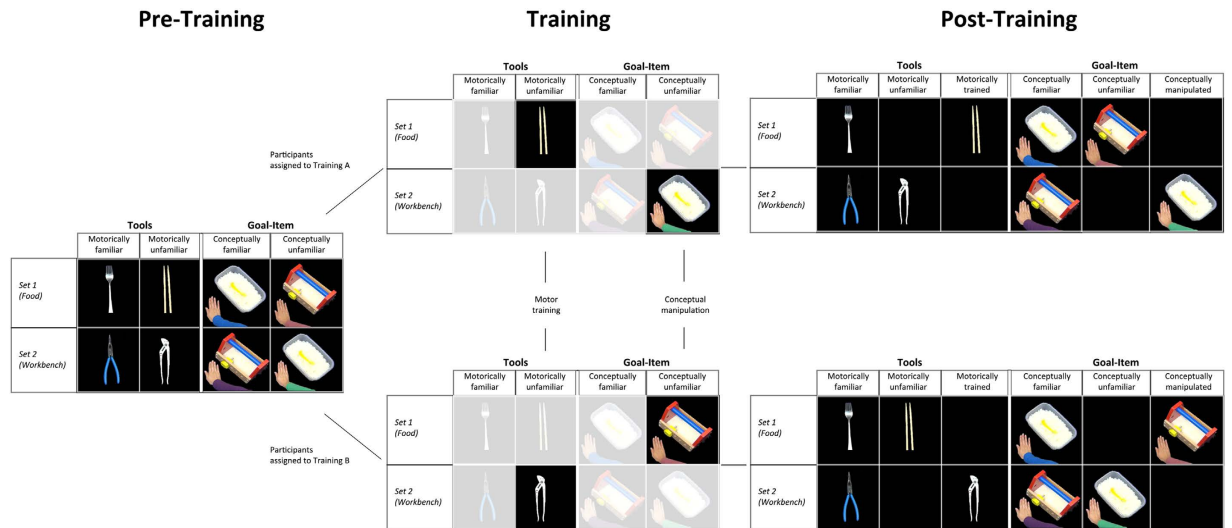 Pre-Training
Training
Post-Training
Tools
Goal-Item
Motorically familiar
Motorically unfamiliar
Conceptually familiar
Conceptually unfamiliar
Set 1 (Food)
Set 2 (Workbench)
Participants assigned to Training A
Tools
Goal-Item
Motorically familiar
Motorically unfamiliar
Conceptually familiar
Conceptually unfamiliar
Set 1 (Food)
Set 2 (Workbench)
Tools
Goal-Item
Motorically familiar
Motorically unfamiliar
Motorically trained
Conceptually familiar
Conceptually unfamiliar
Conceptually manipulated
Set 1 (Food)
Set 2 (Workbench)
Motor training
Conceptual manipulation
Participants assigned to Training B
Tools
Goal-Item
Motorically familiar
Motorically unfamiliar
Conceptually familiar
Conceptually unfamiliar
Set 1 (Food)
Set 2 (Workbench)
Tools
Goal-Item
Motorically familiar
Motorically unfamiliar
Motorically trained
Conceptually familiar
Conceptually unfamiliar
Conceptually manipulated
Set 1 (Food)
Set 2 (Workbench)